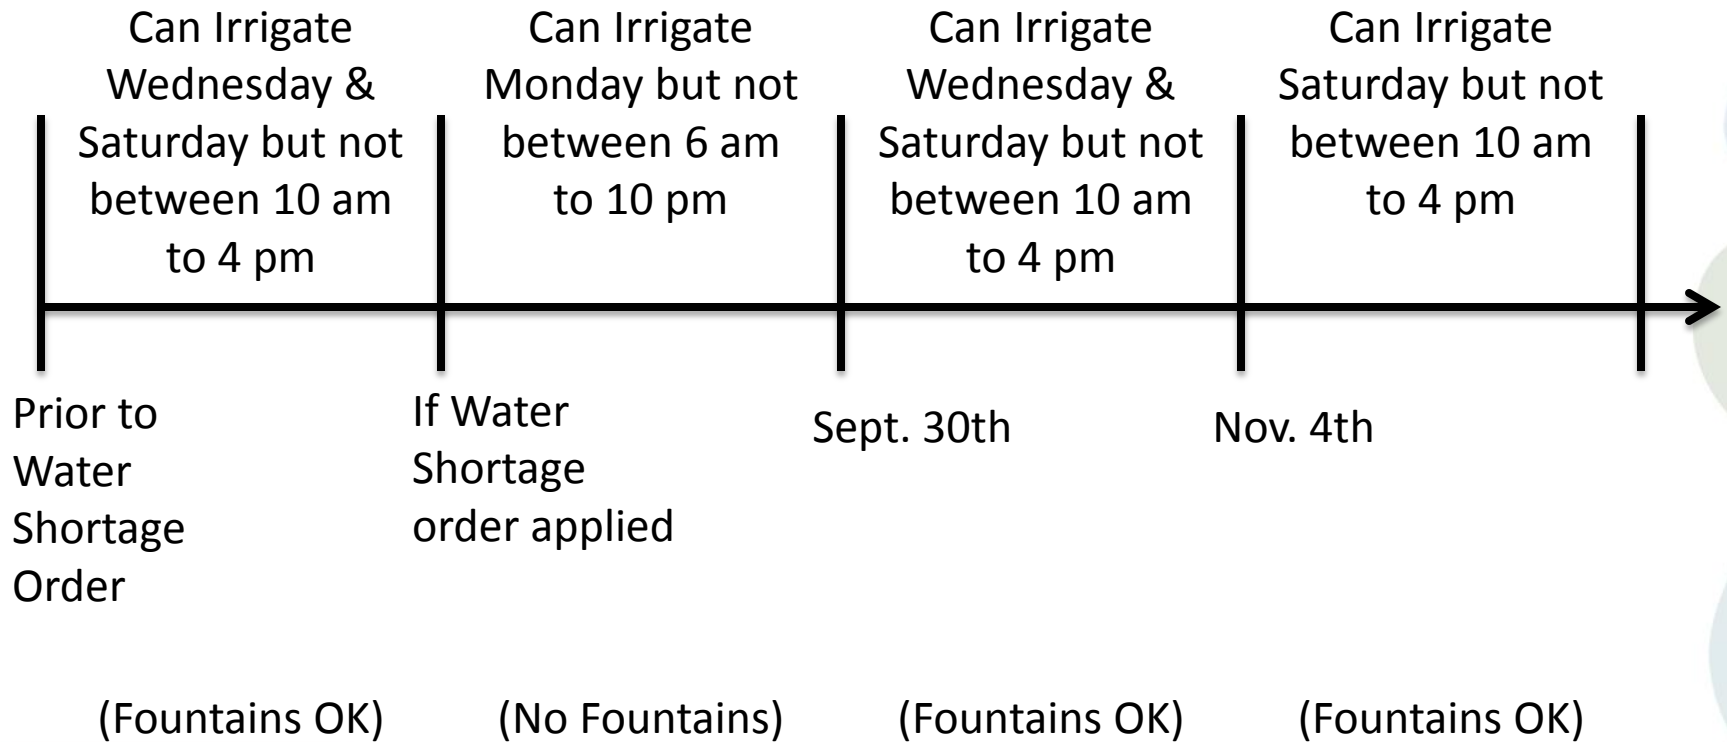 Can Irrigate
Wednesday &
Saturday but not
between 10 am
to 4 pm
Can Irrigate
Monday but not
between 6 am
to 10 pm
Can Irrigate
Wednesday &
Saturday but not
between 10 am
to 4 pm
Can Irrigate
Saturday but not
between 10 am
to 4 pm
Prior to
Water
Shortage
Order
If Water
Shortage
order applied
Sept. 30th
Nov. 4th
(Fountains OK)
(No Fountains)
(Fountains OK)
(Fountains OK)